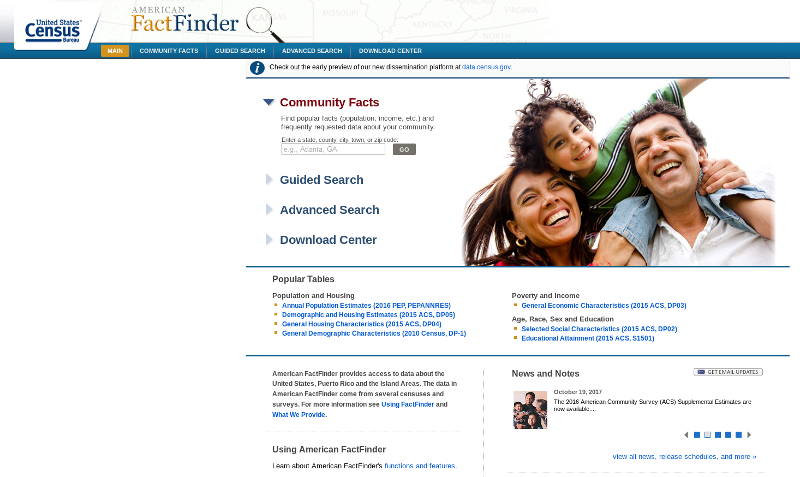 United States®
Census
Bureau
AMERICAN
FactFinder
KANSAS
MISSOURI
KENTUCKY
VIRGINIA
MAIN
COMMUNITY FACTS
GUIDED SEARCH
ADVANCED SEARCH
DOWNLOAD CENTER
i Check out the early preview of our new dissemination platform at data.census.gov.
Community Facts
Find popular facts (population, income, etc.) and
frequently requested data about your community.
Enter a state, county, city, town, or zip code:
e.g., Atlanta, GA GO
Guided Search
Advanced Search
Download Center
Popular Tables
Population and Housing
Annual Population Estimates (2016 PEP, PEPANNRES)
Demographic and Housing Estimates (2015 ACS, DP05)
General Housing Characteristics (2015 ACS, DP04)
General Demographic Characteristics (2010 Census, DP-1)
Poverty and Income
General Economic Characteristics (2015 ACS, DP03)
Age, Race, Sex and Education
Selected Social Characteristics (2015 ACS, DP02)
Educational Attainment (2015 ACS, S1501)
American FactFinder provides access to data about the
United States, Puerto Rico and the Island Areas. The data in
American FactFinder come from several censuses and
surveys. For more information see Using FactFinder and
What We Provide.
Using American FactFinder
Learn about American FactFinder's functions and features.
News and Notes
GET EMAIL UPDATES
October 19, 2017
The 2016 American Community Survey (ACS) Supplemental Estimates are
now available....
view all news, release schedules, and more »